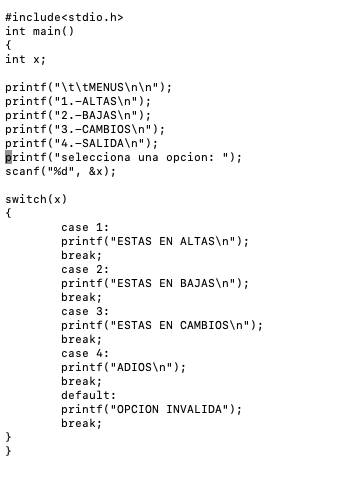 #include<stdio.h>
int main()
{
int x;

printf("\t\tMENUS\n\n");
printf("1.-ALTAS\n");
printf("2.-BAJAS\n");
printf("3.-CAMBIOS\n");
printf("4.-SALIDA\n");
printf("selecciona una opcion: ");
scanf("%d", &x);

switch(x)
{
        case 1:
        printf("ESTAS EN ALTAS\n");
        break;
        case 2:
        printf("ESTAS EN BAJAS\n");
        break;
        case 3:
        printf("ESTAS EN CAMBIOS\n");
        break;
        case 4:
        printf("ADIOS\n");
        break;
        default:
        printf("OPCION INVALIDA");
        break;
}
}